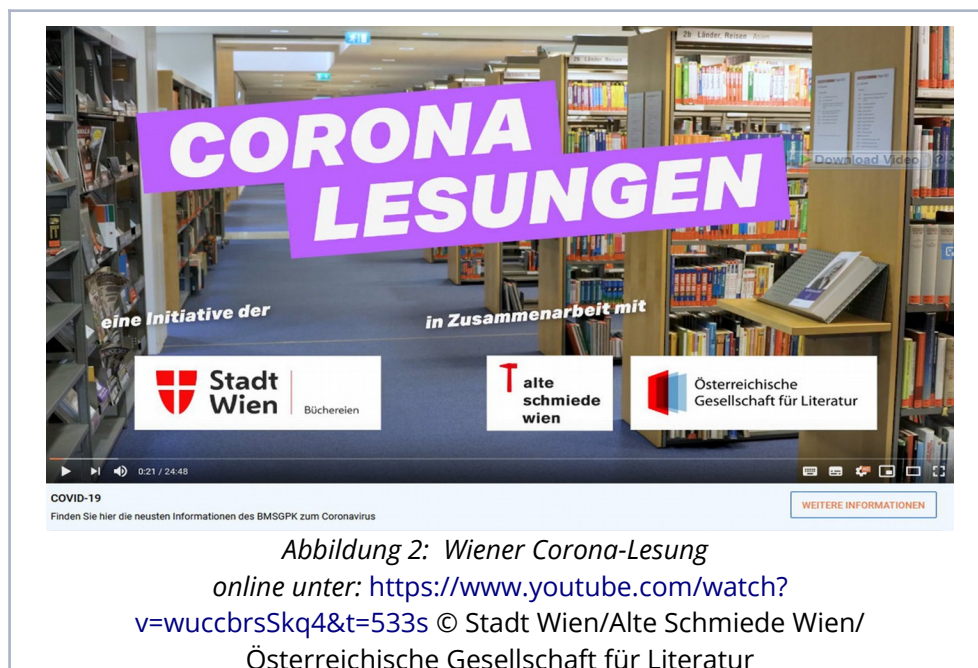 2b Länder, Reisen
CORONA
LESUNGEN
Download Video
eine Initiative der
in Zusammenarbeit mit
Stadt
Wien
Büchereien
alte
schmiede
wien
Österreichische
Gesellschaft für Literatur
0:21 / 24:48
COVID-19
Finden Sie hier die neusten Informationen des BMSGPK zum Coronavirus
WEITERE INFORMATIONEN
Abbildung 2: Wiener Corona-Lesung
online unter: https://www.youtube.com/watch?
v=wuccbrsSkq4&t=533s © Stadt Wien/Alte Schmiede Wien/
Österreichische Gesellschaft für Literatur